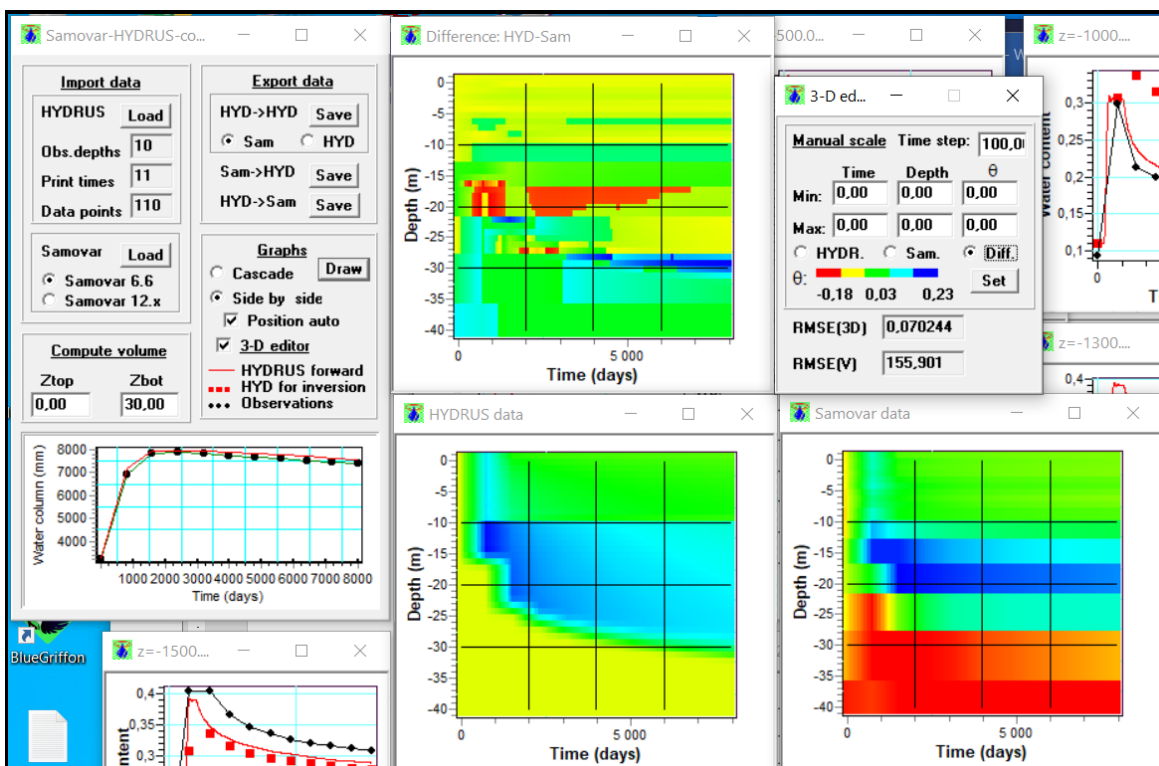 Samovar-HYDRUS-co...
Import data
HYDRUS Load
Obs.depths 10
Print times 11
Data points 110
Samovar Load
Samovar 6.6
Samovar 12.x
Compute volume
Ztop Zbot
0,00 30,00
Export data
HYD->HYD Save
Sam HYD
Sam->HYD Save
HYD->Sam Save
Graphs
Cascade Draw
Side by side
Position auto
3-D editor
HYDRUS forward
HYD for inversion
Observations
Water column (mm)
8000
7000
6000
5000
4000
1000 2000 3000 4000 5000 6000 7000 8000
Time (days)
BlueGriffon
z=-1500....
0,4
0,35
0,3
Difference: HYD-Sam
Depth (m)
0
-5
-10
-15
-20
-25
-30
-35
-40
0 5 000
Time (days)
-500.0...
3-D ed...
Manual scale Time step: 100,0
Time Depth θ
Min: 0,00 0,00 0,00
Max: 0,00 0,00 0,00
HYDR. Sam. Diff.
θ: Set
-0,18 0,03 0,23
RMSE(3D) 0,070244
RMSE(V) 155,901
z=-1000....
Water content
0,3
0,25
0,2
0,15
0,1
0
T
z=-1300....
0,4
HYDRUS data
Depth (m)
0
-5
-10
-15
-20
-25
-30
-35
-40
0 5 000
Time (days)
Samovar data
Depth (m)
0
-5
-10
-15
-20
-25
-30
-35
-40
0 5 000
Time (days)